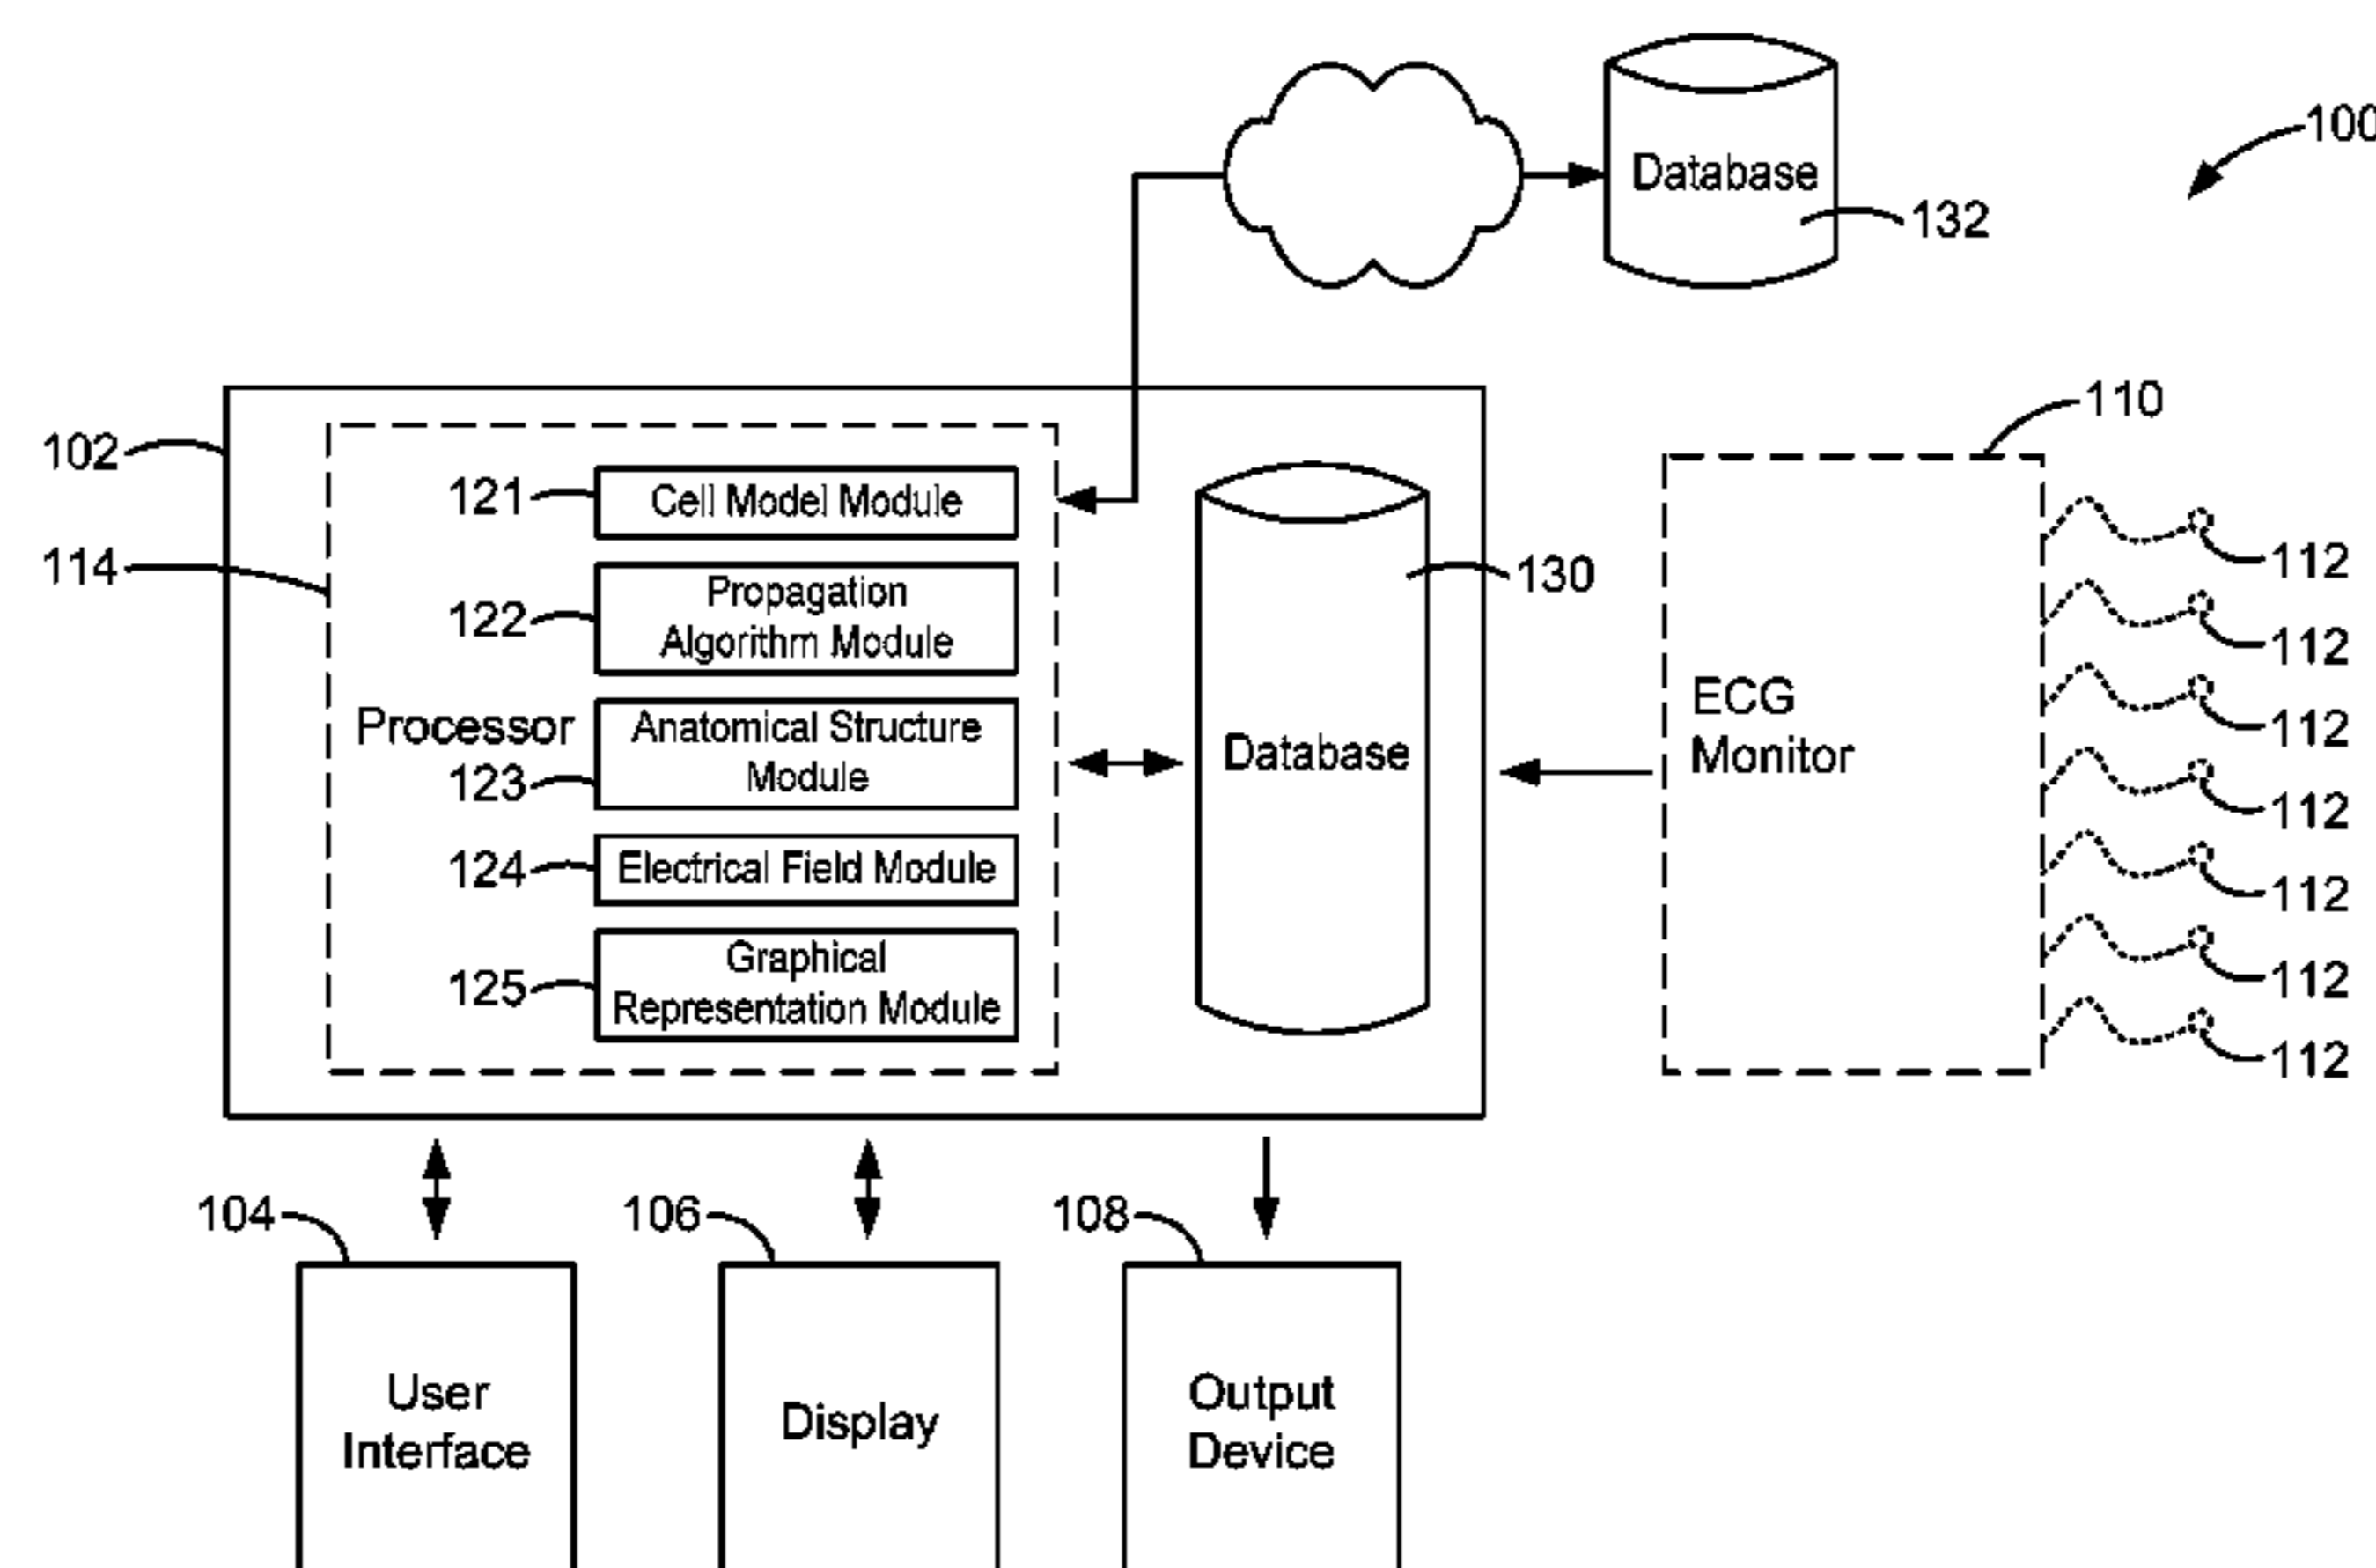 100
Database
132
102
114
121
Cell Model Module
122
Propagation
Algorithm Module
Processor
123
Anatomical Structure
Module
124
Electrical Field Module
125
Graphical
Representation Module
Database
130
110
ECG
Monitor
112
112
112
112
112
112
112
104
User
Interface
106
Display
108
Output
Device